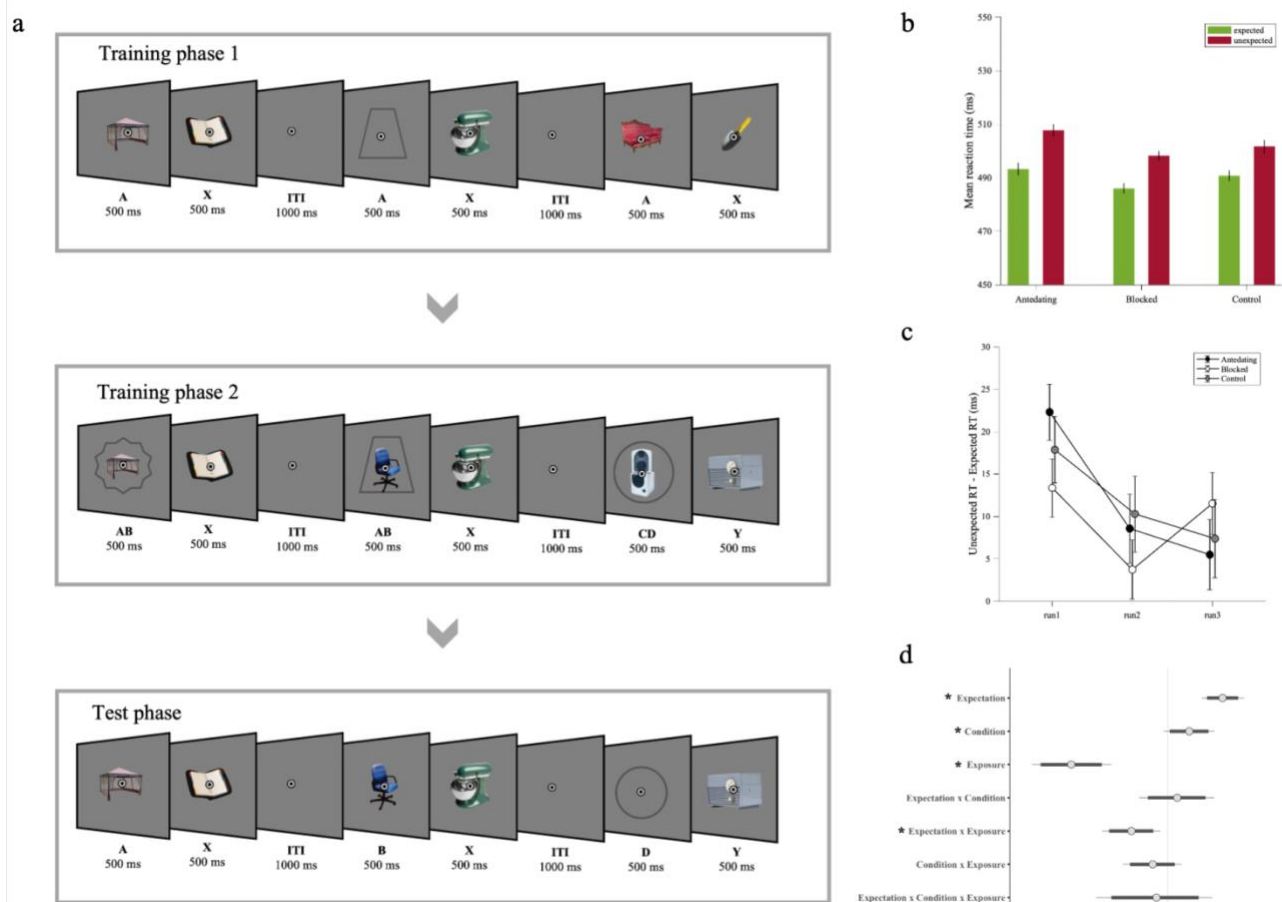 a
Training phase 1
A X ITI A X ITI A X
500 ms 500 ms 1000 ms 500 ms 500 ms 1000 ms 500 ms 500 ms
Training phase 2
AB X ITI AB X ITI CD Y
500 ms 500 ms 1000 ms 500 ms 500 ms 1000 ms 500 ms 500 ms
Test phase
A X ITI B X ITI D Y
500 ms 500 ms 1000 ms 500 ms 500 ms 1000 ms 500 ms 500 ms
b
expected
unexpected
Mean reaction time (ms)
550
530
510
490
470
450
Antedating Blocked Control
c
Antedating
Blocked
Control
Unexpected RT - Expected RT (ms)
30
25
20
15
10
5
0
run1 run2 run3
d
* Expectation
* Condition
* Exposure
Expectation x Condition
* Expectation x Exposure
Condition x Exposure
Expectation x Condition x Exposure